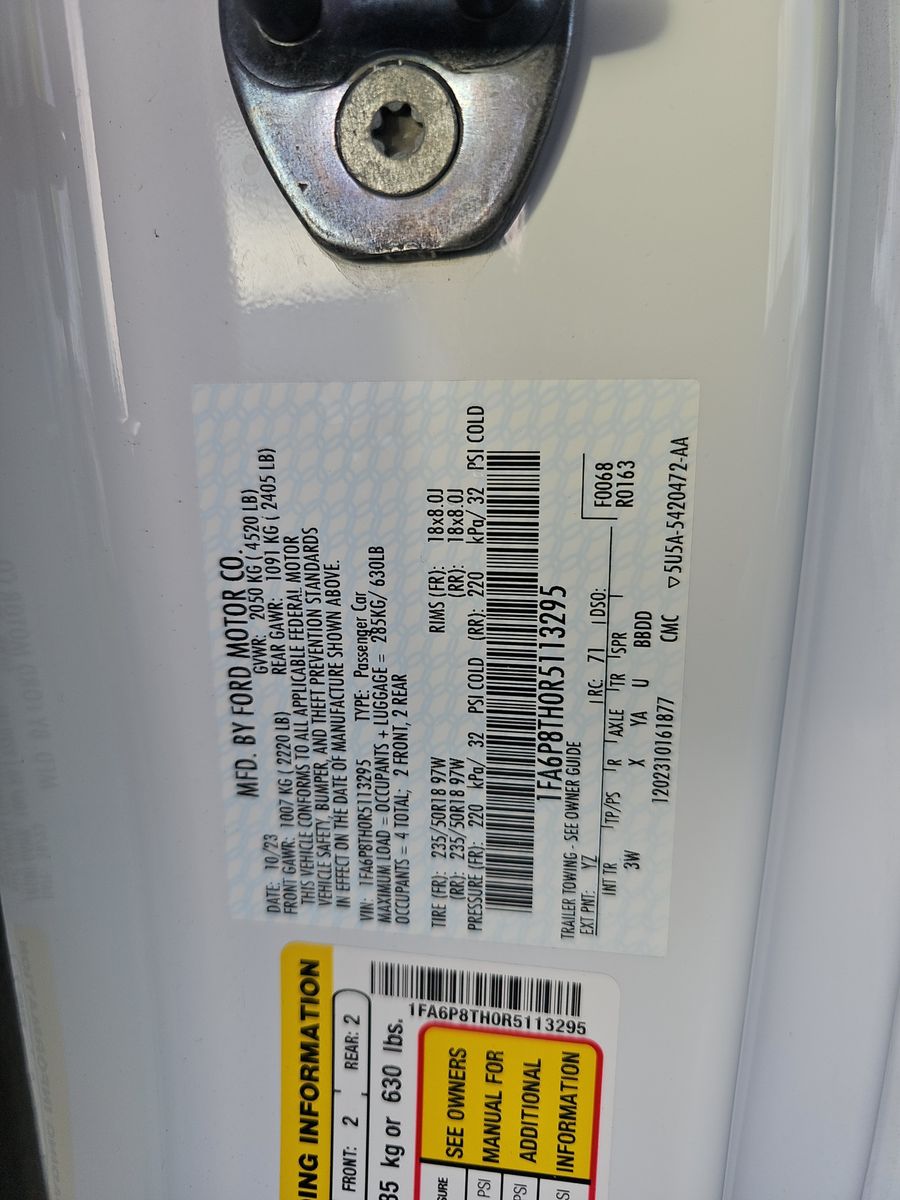 MFD. BY FORD MOTOR CO.
DATE: 10/23 GVWR: 2050 KG ( 4520 LB)
FRONT GAWR: 1007 KG ( 2220 LB) REAR GAWR: 1091 KG ( 2405 LB)
THIS VEHICLE CONFORMS TO ALL APPLICABLE FEDERAL MOTOR
VEHICLE SAFETY, BUMPER, AND THEFT PREVENTION STANDARDS
IN EFFECT ON THE DATE OF MANUFACTURE SHOWN ABOVE.
VIN: 1FA6P8TH0R5113295 TYPE: Passenger Car
MAXIMUM LOAD = OCCUPANTS + LUGGAGE = 285KG/ 630LB
OCCUPANTS = 4 TOTAL; 2 FRONT, 2 REAR
TIRE (FR): 235/50R18 97W RIMS (FR): 18x8.0J
(RR): 235/50R18 97W (RR): 18x8.0J
PRESSURE (FR): 220 kPa/ 32 PSI COLD (RR): 220 kPa/ 32 PSI COLD
1FA6P8TH0R5113295
TRAILER TOWING - SEE OWNER GUIDE
EXT PNT: YZ RC: 71 DSO: F0068
INT TR TP/PS R AXLE TR SPR R0163
3W X YA U BBDD
1202310161877 CMC ▽5U5A-5420472-AA
ING INFORMATION
FRONT: 2 REAR: 2
85 kg or 630 lbs.
1FA6P8TH0R5113295
SURE
PSI
PSI
SI
SEE OWNERS
MANUAL FOR
ADDITIONAL
INFORMATION